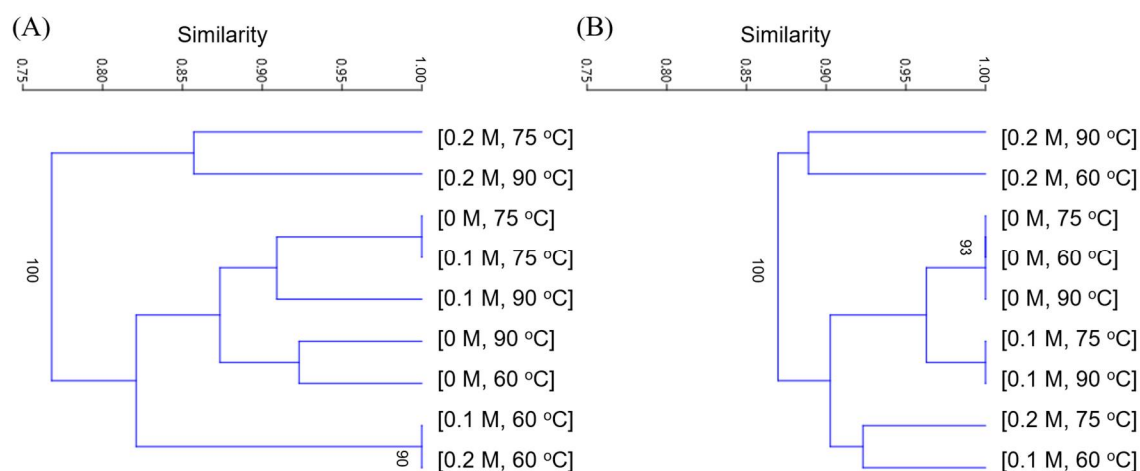 (A)
Similarity
0.75
0.80
0.85
0.90
0.95
1.00
[0.2 M, 75 °C]
[0.2 M, 90 °C]
[0 M, 75 °C]
[0.1 M, 75 °C]
[0.1 M, 90 °C]
[0 M, 90 °C]
[0 M, 60 °C]
[0.1 M, 60 °C]
[0.2 M, 60 °C]
100
90
(B)
Similarity
0.75
0.80
0.85
0.90
0.95
1.00
[0.2 M, 90 °C]
[0.2 M, 60 °C]
[0 M, 75 °C]
[0 M, 60 °C]
[0 M, 90 °C]
[0.1 M, 75 °C]
[0.1 M, 90 °C]
[0.2 M, 75 °C]
[0.1 M, 60 °C]
93
100